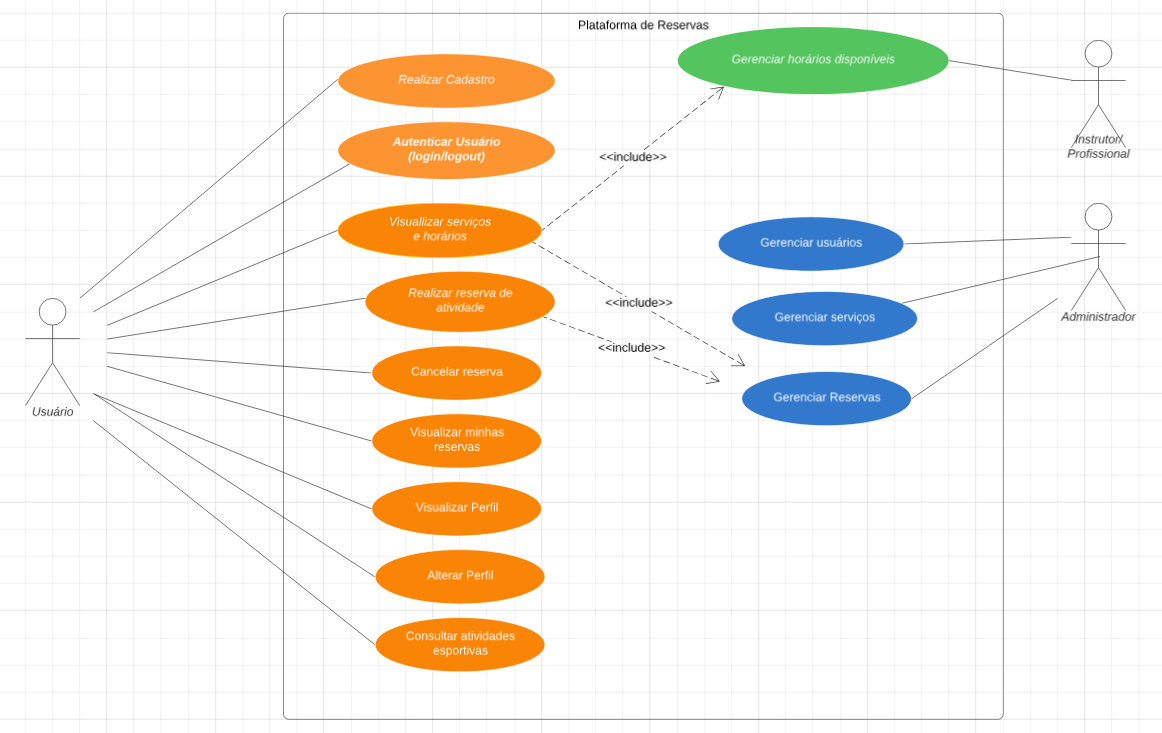 Plataforma de Reservas
Realizar Cadastro
Autenticar Usuário
(login/logout)
Visuallizar serviços
e horários
Realizar reserva de
atividade
Cancelar reserva
Visualizar minhas
reservas
Visualizar Perfil
Alterar Perfil
Consultar atividades
esportivas
Usuário
<<include>>
<<include>>
<<include>>
Gerenciar horários disponíveis
Gerenciar usuários
Gerenciar serviços
Gerenciar Reservas
Instrutor/
Profissional
Administrador